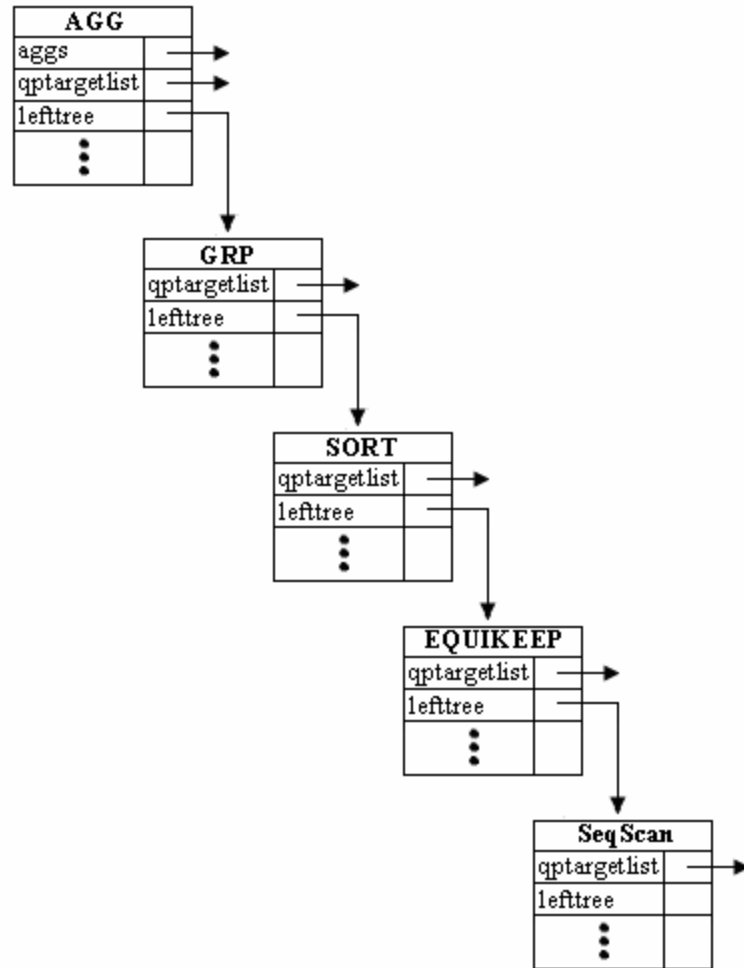 AGG
aggs
qptargetlist
lefttree
GRP
qptargetlist
lefttree
SORT
qptargetlist
lefttree
EQUIKEEP
qptargetlist
lefttree
SeqScan
qptargetlist
lefttree